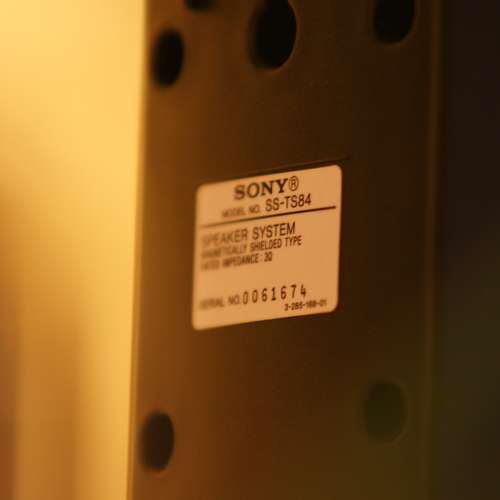 SONY®
MODEL NO. SS-TS84
SPEAKER SYSTEM
MAGNETICALLY SHIELDED TYPE
RATED IMPEDANCE: 3Ω
SERIAL NO. 0061674
3-285-168-01